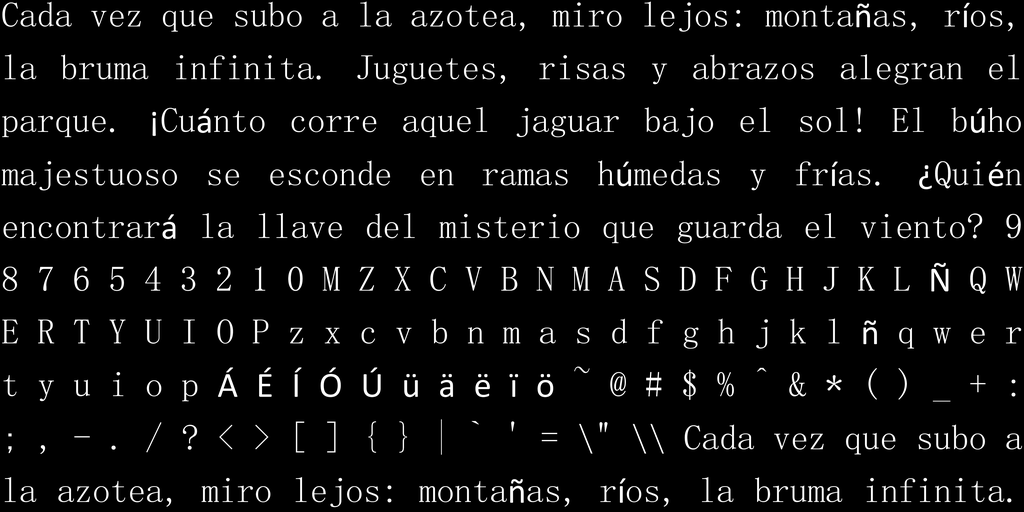 Cada vez que subo a la azotea, miro lejos: montañas, ríos,
la bruma infinita. Juguetes, risas y abrazos alegran el
parque. ¡Cuánto corre aquel jaguar bajo el sol! El búho
majestuoso se esconde en ramas húmedas y frías. ¿Quién
encontrará la llave del misterio que guarda el viento? 9
8 7 6 5 4 3 2 1 0 M Z X C V B N M A S D F G H J K L Ñ Q W
E R T Y U I O P z x c v b n m a s d f g h j k l ñ q w e r
t y u i o p Á É Í Ó Ú ü ä ë ï ö ~ @ # $ % ^ & * ( ) _ + :
; , - . / ? < > [ ] { } | ` ' = \" \\ Cada vez que subo a
la azotea, miro lejos: montañas, ríos, la bruma infinita.